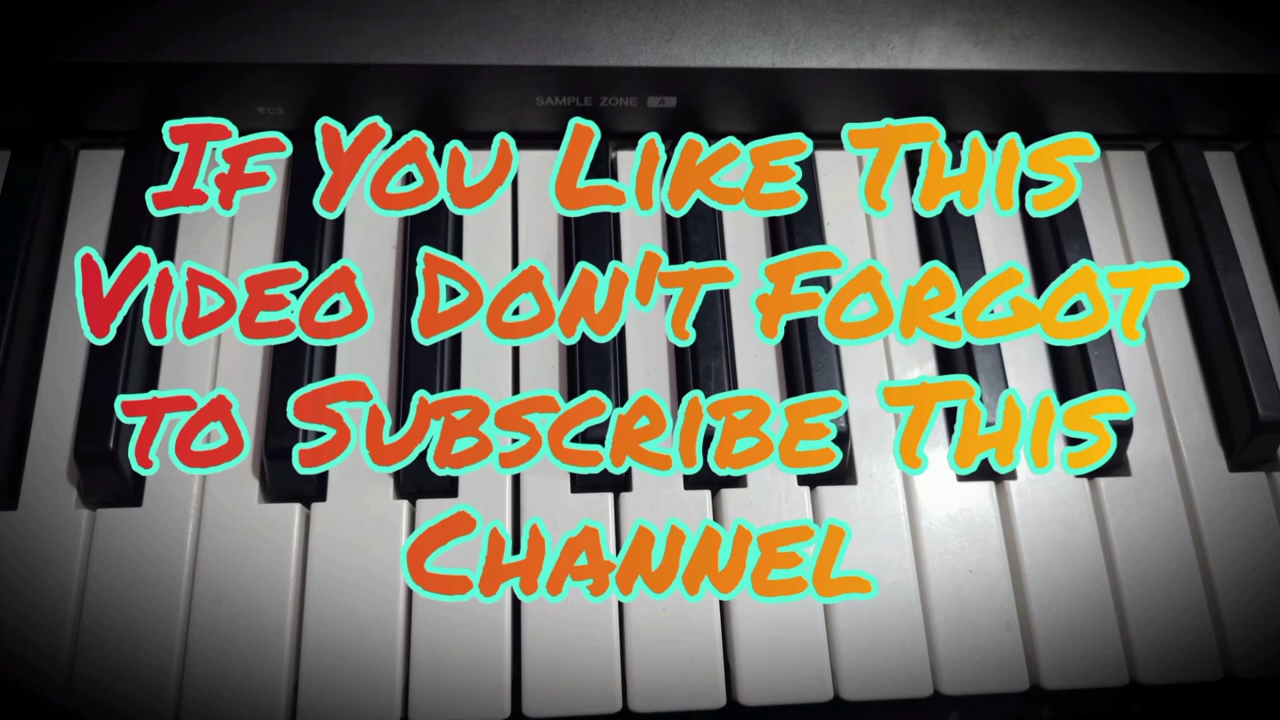 SAMPLE ZONE A
If You Like This
Video Don't Forgot
to Subscribe This
Channel